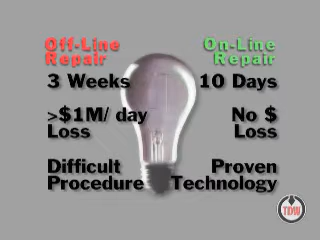 Off-Line
Repair
3 Weeks
>$1M/ day
Loss
Difficult
Procedure
On-Line
Repair
10 Days
No $
Loss
Proven
Technology
TDW